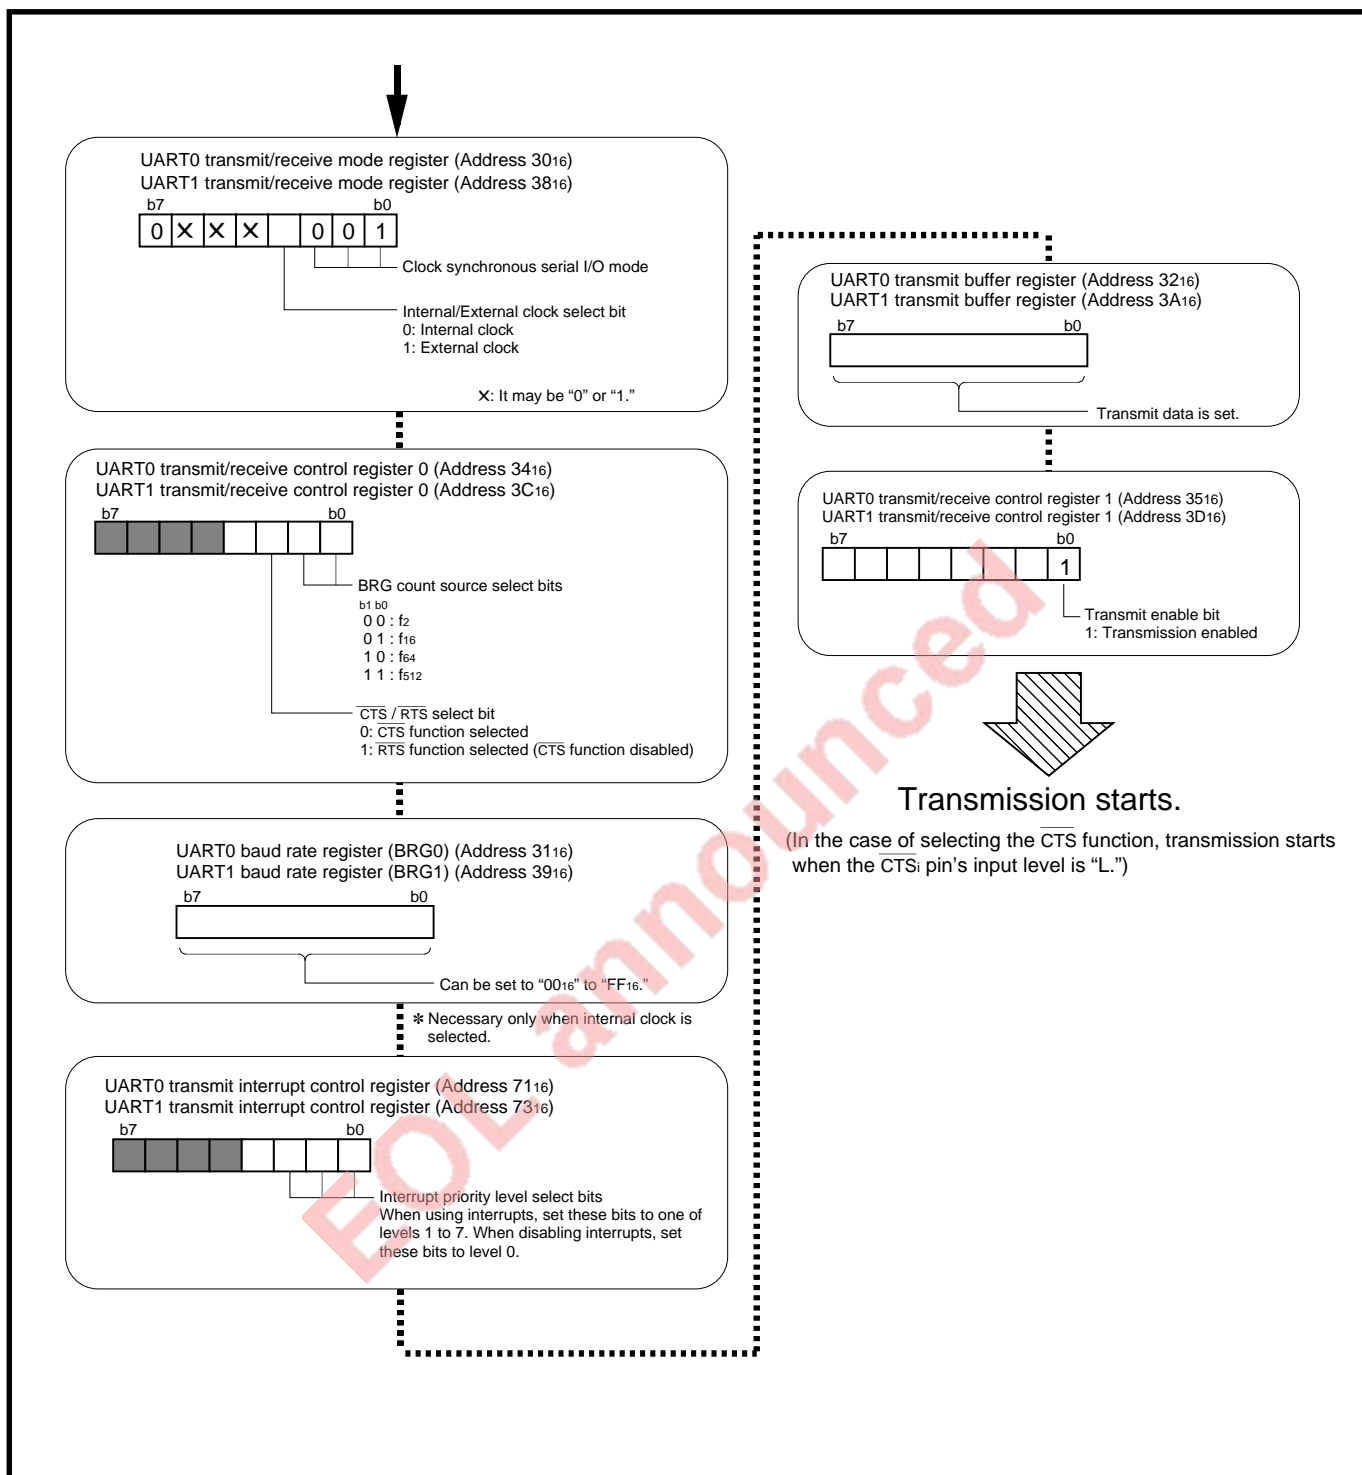 UART0 transmit/receive mode register (Address 3016)
UART1 transmit/receive mode register (Address 3816)
b7 b0
0 ✕ ✕ ✕ 0 0 1
Clock synchronous serial I/O mode
Internal/External clock select bit
0: Internal clock
1: External clock
✕: It may be “0” or “1.”
UART0 transmit/receive control register 0 (Address 3416)
UART1 transmit/receive control register 0 (Address 3C16)
b7 b0
BRG count source select bits
b1 b0
0 0 : f2
0 1 : f16
1 0 : f64
1 1 : f512
CTS / RTS select bit
0: CTS function selected
1: RTS function selected (CTS function disabled)
UART0 baud rate register (BRG0) (Address 3116)
UART1 baud rate register (BRG1) (Address 3916)
b7 b0
Can be set to “0016” to “FF16.”
✻ Necessary only when internal clock is
selected.
UART0 transmit interrupt control register (Address 7116)
UART1 transmit interrupt control register (Address 7316)
b7 b0
Interrupt priority level select bits
When using interrupts, set these bits to one of
levels 1 to 7. When disabling interrupts, set
these bits to level 0.
UART0 transmit buffer register (Address 3216)
UART1 transmit buffer register (Address 3A16)
b7 b0
Transmit data is set.
UART0 transmit/receive control register 1 (Address 3516)
UART1 transmit/receive control register 1 (Address 3D16)
b7 b0
1
Transmit enable bit
1: Transmission enabled
Transmission starts.
(In the case of selecting the CTS function, transmission starts
when the CTSi pin’s input level is “L.”)
EOL announced